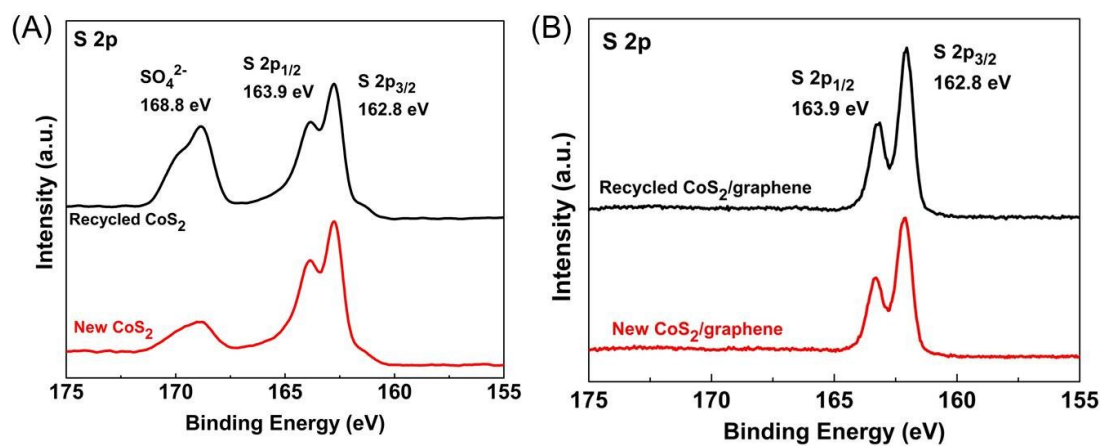 (A)
S 2p
SO₄²⁻
168.8 eV
S 2p₁/₂
163.9 eV
S 2p₃/₂
162.8 eV
Recycled CoS₂
New CoS₂
Intensity (a.u.)
175 170 165 160 155
Binding Energy (eV)
(B)
S 2p
S 2p₁/₂
163.9 eV
S 2p₃/₂
162.8 eV
Recycled CoS₂/graphene
New CoS₂/graphene
Intensity (a.u.)
175 170 165 160 155
Binding Energy (eV)